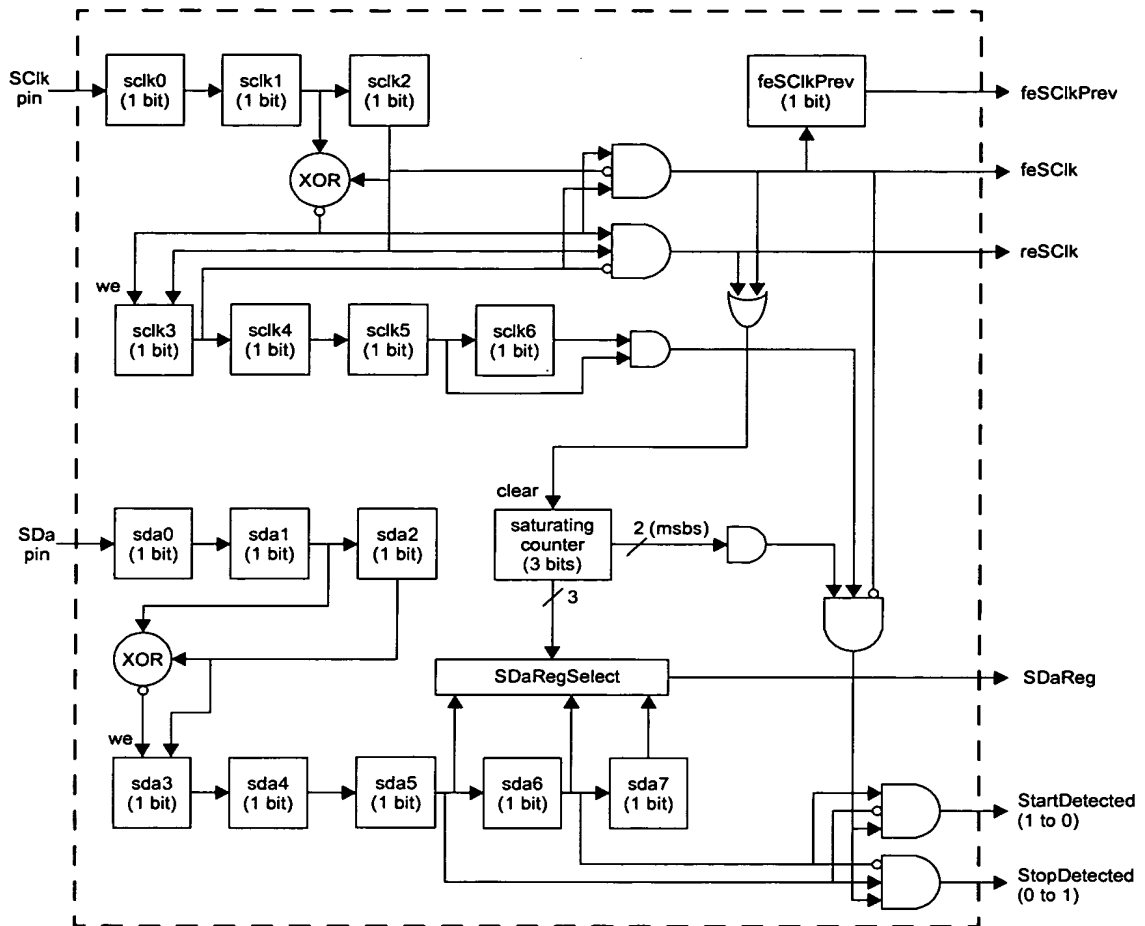 SClk
pin
sclk0
(1 bit)
sclk1
(1 bit)
sclk2
(1 bit)
feSClkPrev
(1 bit)
feSClkPrev
XOR
feSClk
reSClk
we
sclk3
(1 bit)
sclk4
(1 bit)
sclk5
(1 bit)
sclk6
(1 bit)
clear
SDa
pin
sda0
(1 bit)
sda1
(1 bit)
sda2
(1 bit)
saturating
counter
(3 bits)
2 (msbs)
3
XOR
SDaRegSelect
SDaReg
we
sda3
(1 bit)
sda4
(1 bit)
sda5
(1 bit)
sda6
(1 bit)
sda7
(1 bit)
StartDetected
(1 to 0)
StopDetected
(0 to 1)